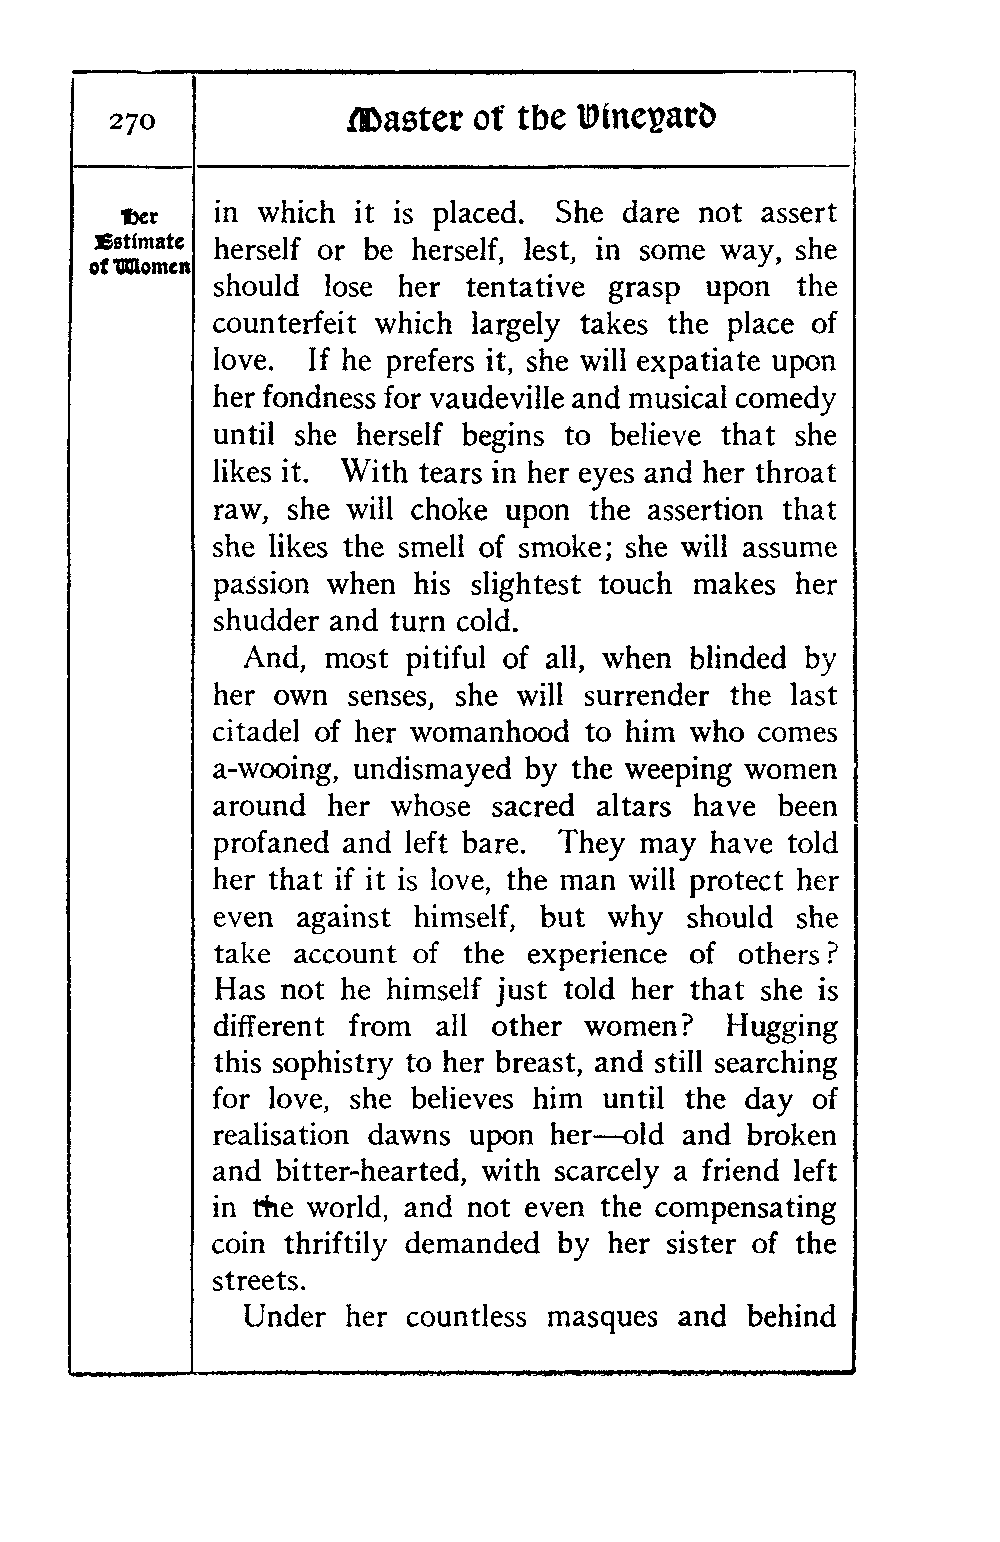 270
Master of the Vineyard
Her
Estimate
of Women
in which it is placed. She dare not assert
herself or be herself, lest, in some way, she
should lose her tentative grasp upon the
counterfeit which largely takes the place of
love. If he prefers it, she will expatiate upon
her fondness for vaudeville and musical comedy
until she herself begins to believe that she
likes it. With tears in her eyes and her throat
raw, she will choke upon the assertion that
she likes the smell of smoke; she will assume
passion when his slightest touch makes her
shudder and turn cold.
And, most pitiful of all, when blinded by
her own senses, she will surrender the last
citadel of her womanhood to him who comes
a-wooing, undismayed by the weeping women
around her whose sacred altars have been
profaned and left bare. They may have told
her that if it is love, the man will protect her
even against himself, but why should she
take account of the experience of others?
Has not he himself just told her that she is
different from all other women? Hugging
this sophistry to her breast, and still searching
for love, she believes him until the day of
realisation dawns upon her—old and broken
and bitter-hearted, with scarcely a friend left
in the world, and not even the compensating
coin thriftily demanded by her sister of the
streets.
Under her countless masques and behind